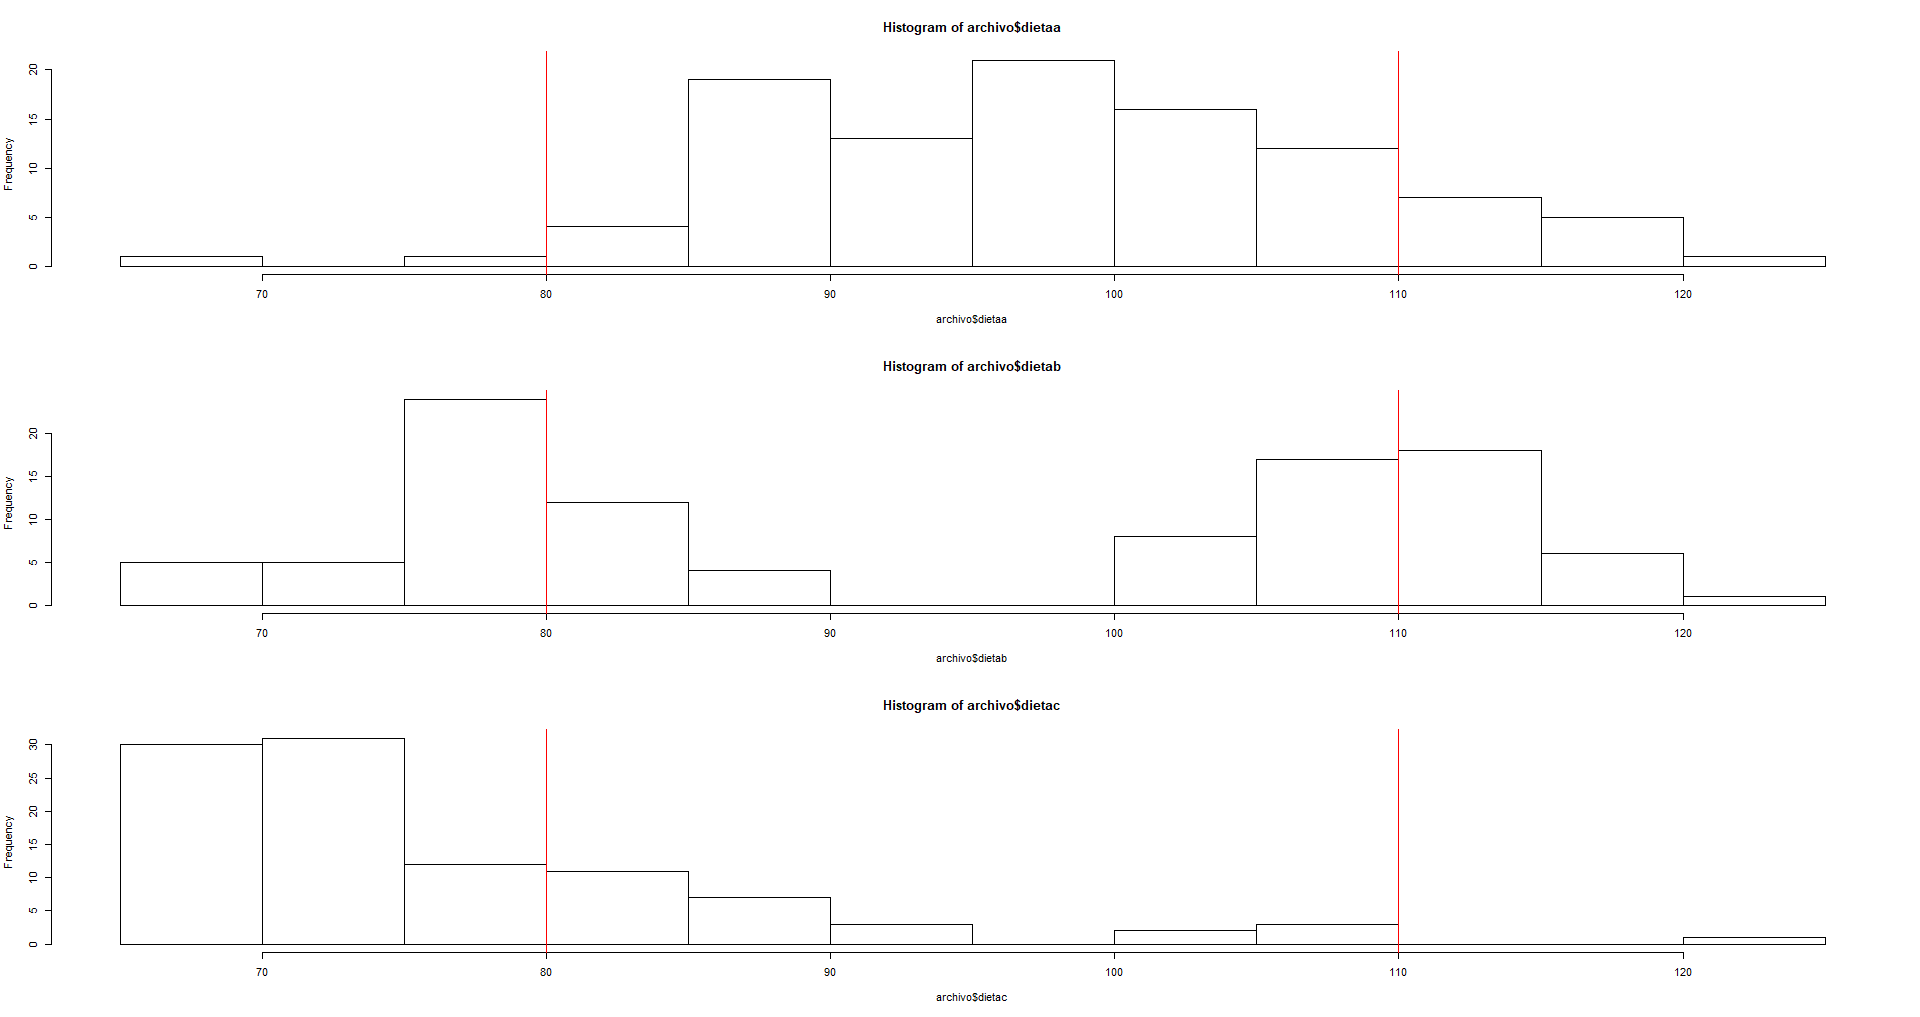 Histogram of archivo$dietaa
Frequency
20
15
10
5
0
70 80 90 100 110 120
archivo$dietaa
Histogram of archivo$dietab
Frequency
20
15
10
5
0
70 80 90 100 110 120
archivo$dietab
Histogram of archivo$dietac
Frequency
30
25
20
15
10
5
0
70 80 90 100 110 120
archivo$dietac